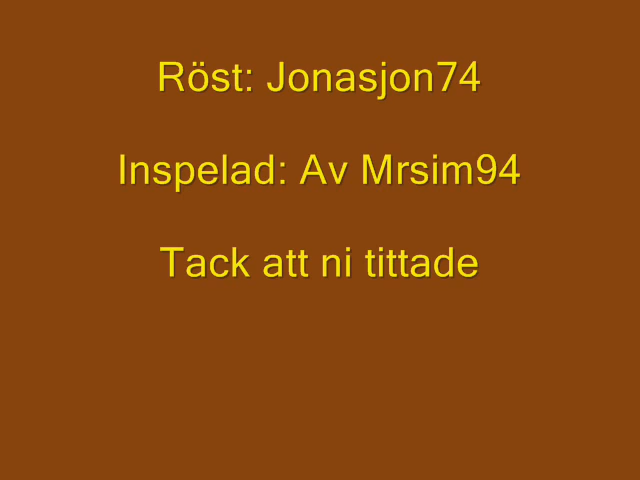 Röst: Jonasjon74
Inspelad: Av Mrsim94
Tack att ni tittade